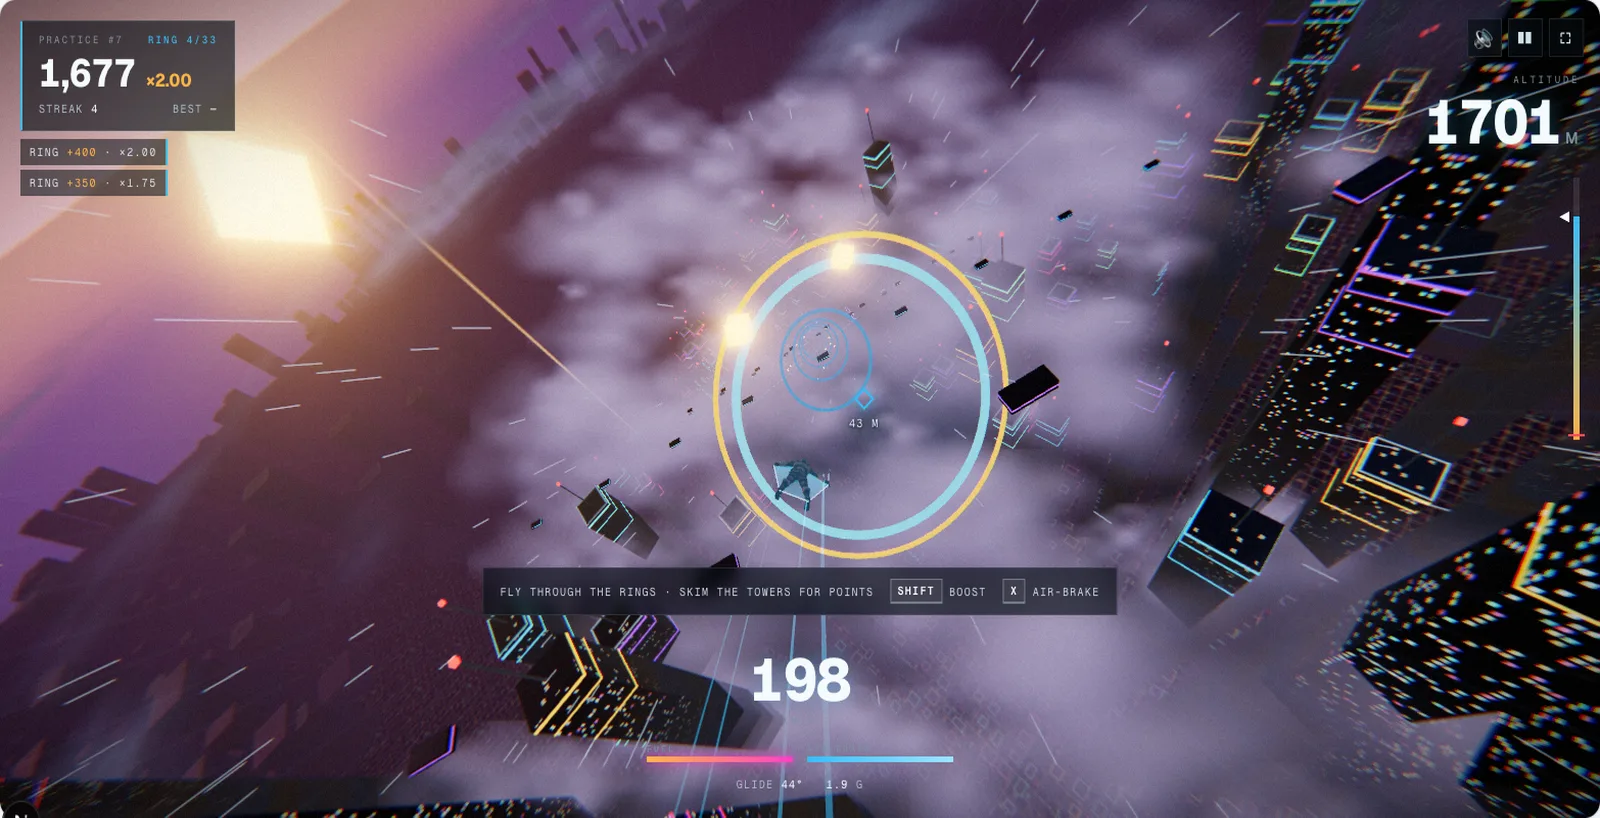 PRACTICE #7 RING 4/33
1,677 ×2.00
STREAK 4 BEST –
RING +400 · ×2.00
RING +350 · ×1.75
ALTITUDE
1701 M
43 M
FLY THROUGH THE RINGS · SKIM THE TOWERS FOR POINTS SHIFT BOOST X AIR-BRAKE
198
FUEL
GLIDE 44° 1.9 G